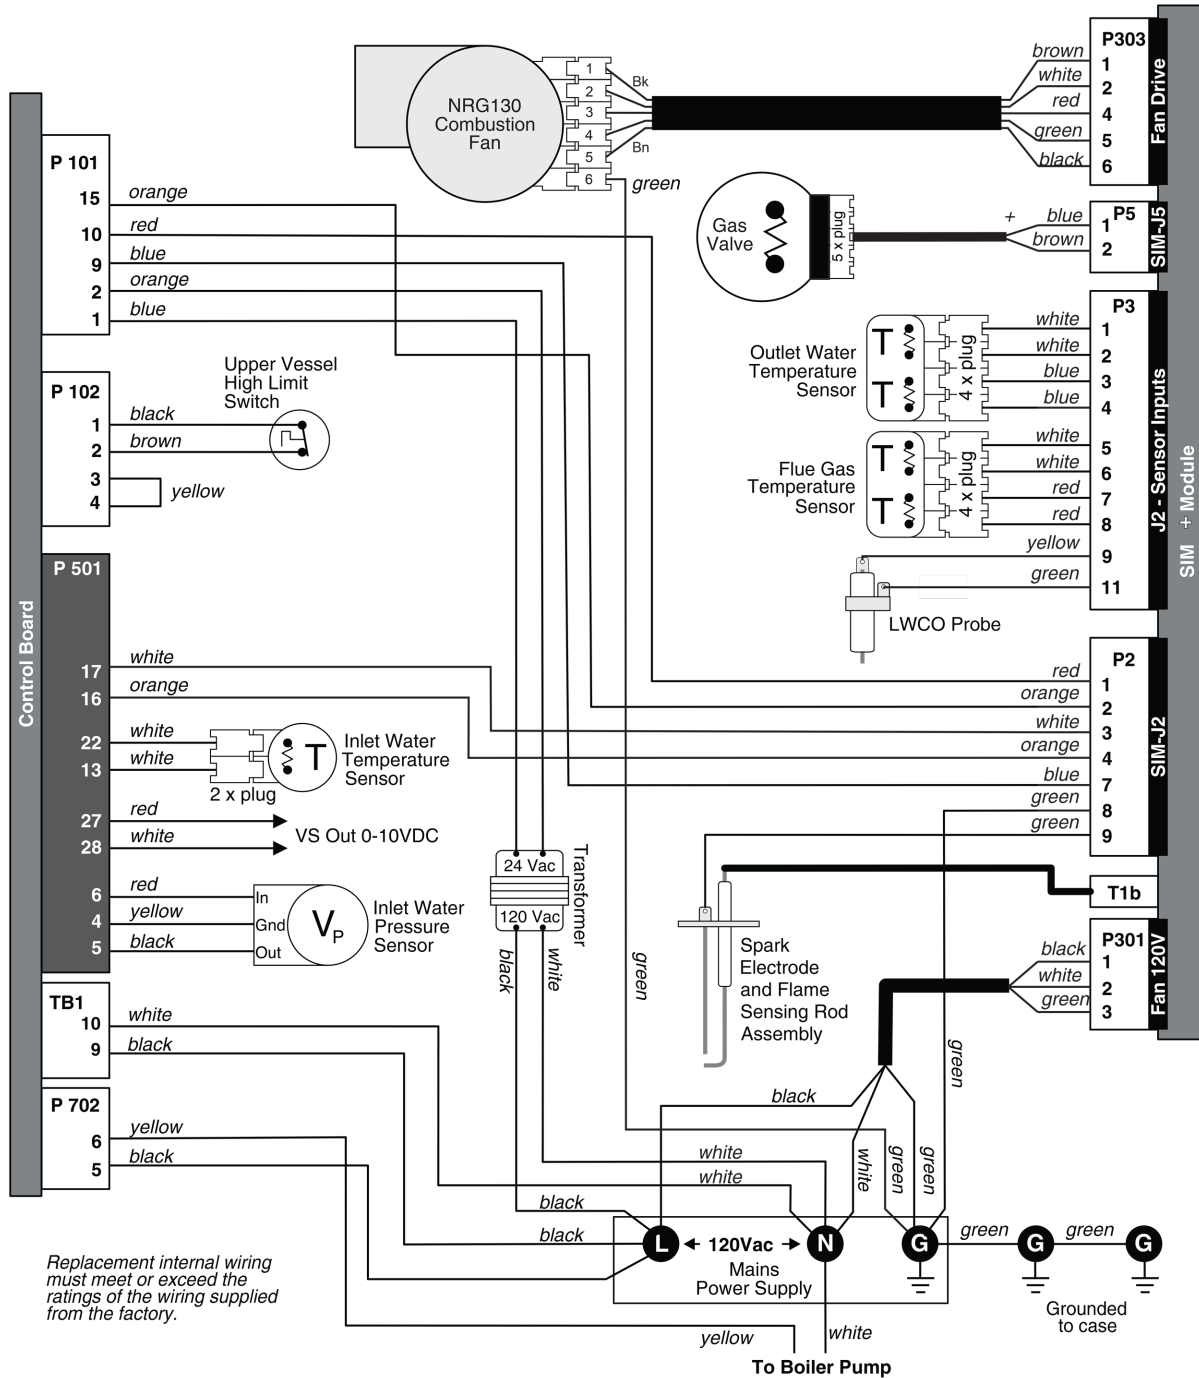 NRG130
Combustion
Fan
1
2
3
4
5
6
Bk
Bn
green
brown
white
red
green
black
P303
1
2
4
5
6
Fan Drive
Gas
Valve
5 x plug
+
blue
brown
P5
1
2
SIM-J5
Outlet Water
Temperature
Sensor
T
T
4 x plug
white
white
blue
blue
P3
1
2
3
4
Flue Gas
Temperature
Sensor
T
T
4 x plug
white
white
red
red
yellow
green
5
6
7
8
9
11
J2 - Sensor Inputs
LWCO Probe
SIM + Module
red
orange
white
orange
blue
green
green
P2
1
2
3
4
7
8
9
SIM-J2
T1b
Spark
Electrode
and Flame
Sensing Rod
Assembly
black
white
green
P301
1
2
3
Fan 120V
Control Board
P 101
15 orange
10 red
9 blue
2 orange
1 blue
P 102
1 black
2 brown
3
4
yellow
Upper Vessel
High Limit
Switch
P 501
17 white
16 orange
22 white
13 white
2 x plug
T
Inlet Water
Temperature
Sensor
27 red
28 white
VS Out 0-10VDC
6 red
4 yellow
5 black
In
Gnd
Out
VP
Inlet Water
Pressure
Sensor
TB1
10 white
9 black
P 702
6 yellow
5 black
24 Vac
120 Vac
Transformer
black
white
green
black
white
white
black
black
white
green
green
green
L
120Vac
N
G
Mains
Power Supply
green
G
green
G
Grounded
to case
yellow
white
To Boiler Pump
Replacement internal wiring
must meet or exceed the
ratings of the wiring supplied
from the factory.